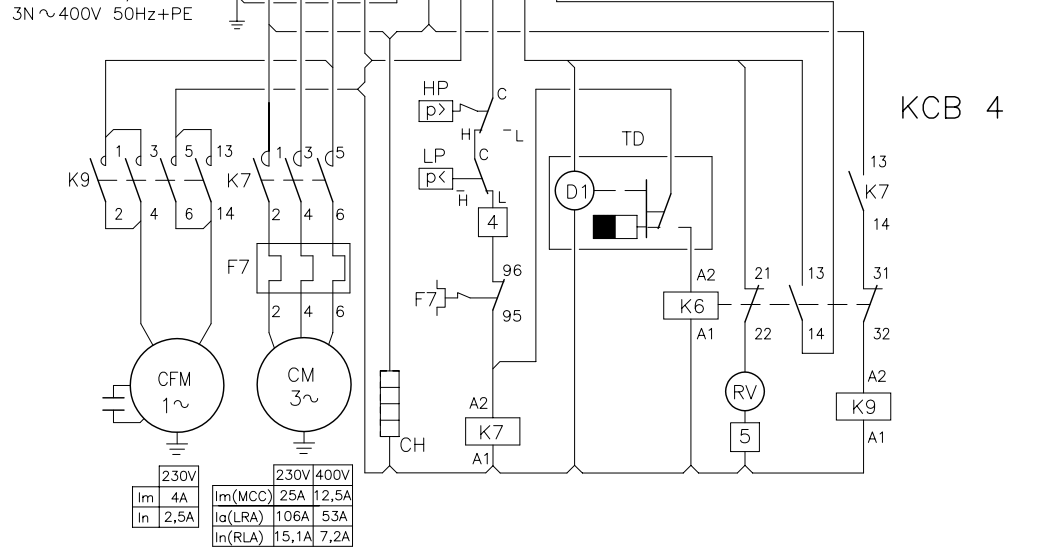 3N~400V 50Hz+PE
KCB 4
HP
p>
C
H
L
LP
p<
C
H
L
4
TD
D1
K9
1
3
5
13
2
4
6
14
K7
1
3
5
2
4
6
F7
2
4
6
F7
96
95
13
K7
14
A2
K6
A1
21
22
13
14
31
32
CFM
1~
CM
3~
CH
A2
K7
A1
RV
5
A2
K9
A1
230V
Im 4A
In 2,5A
230V 400V
Im(MCC) 25A 12,5A
Ia(LRA) 106A 53A
In(RLA) 15,1A 7,2A